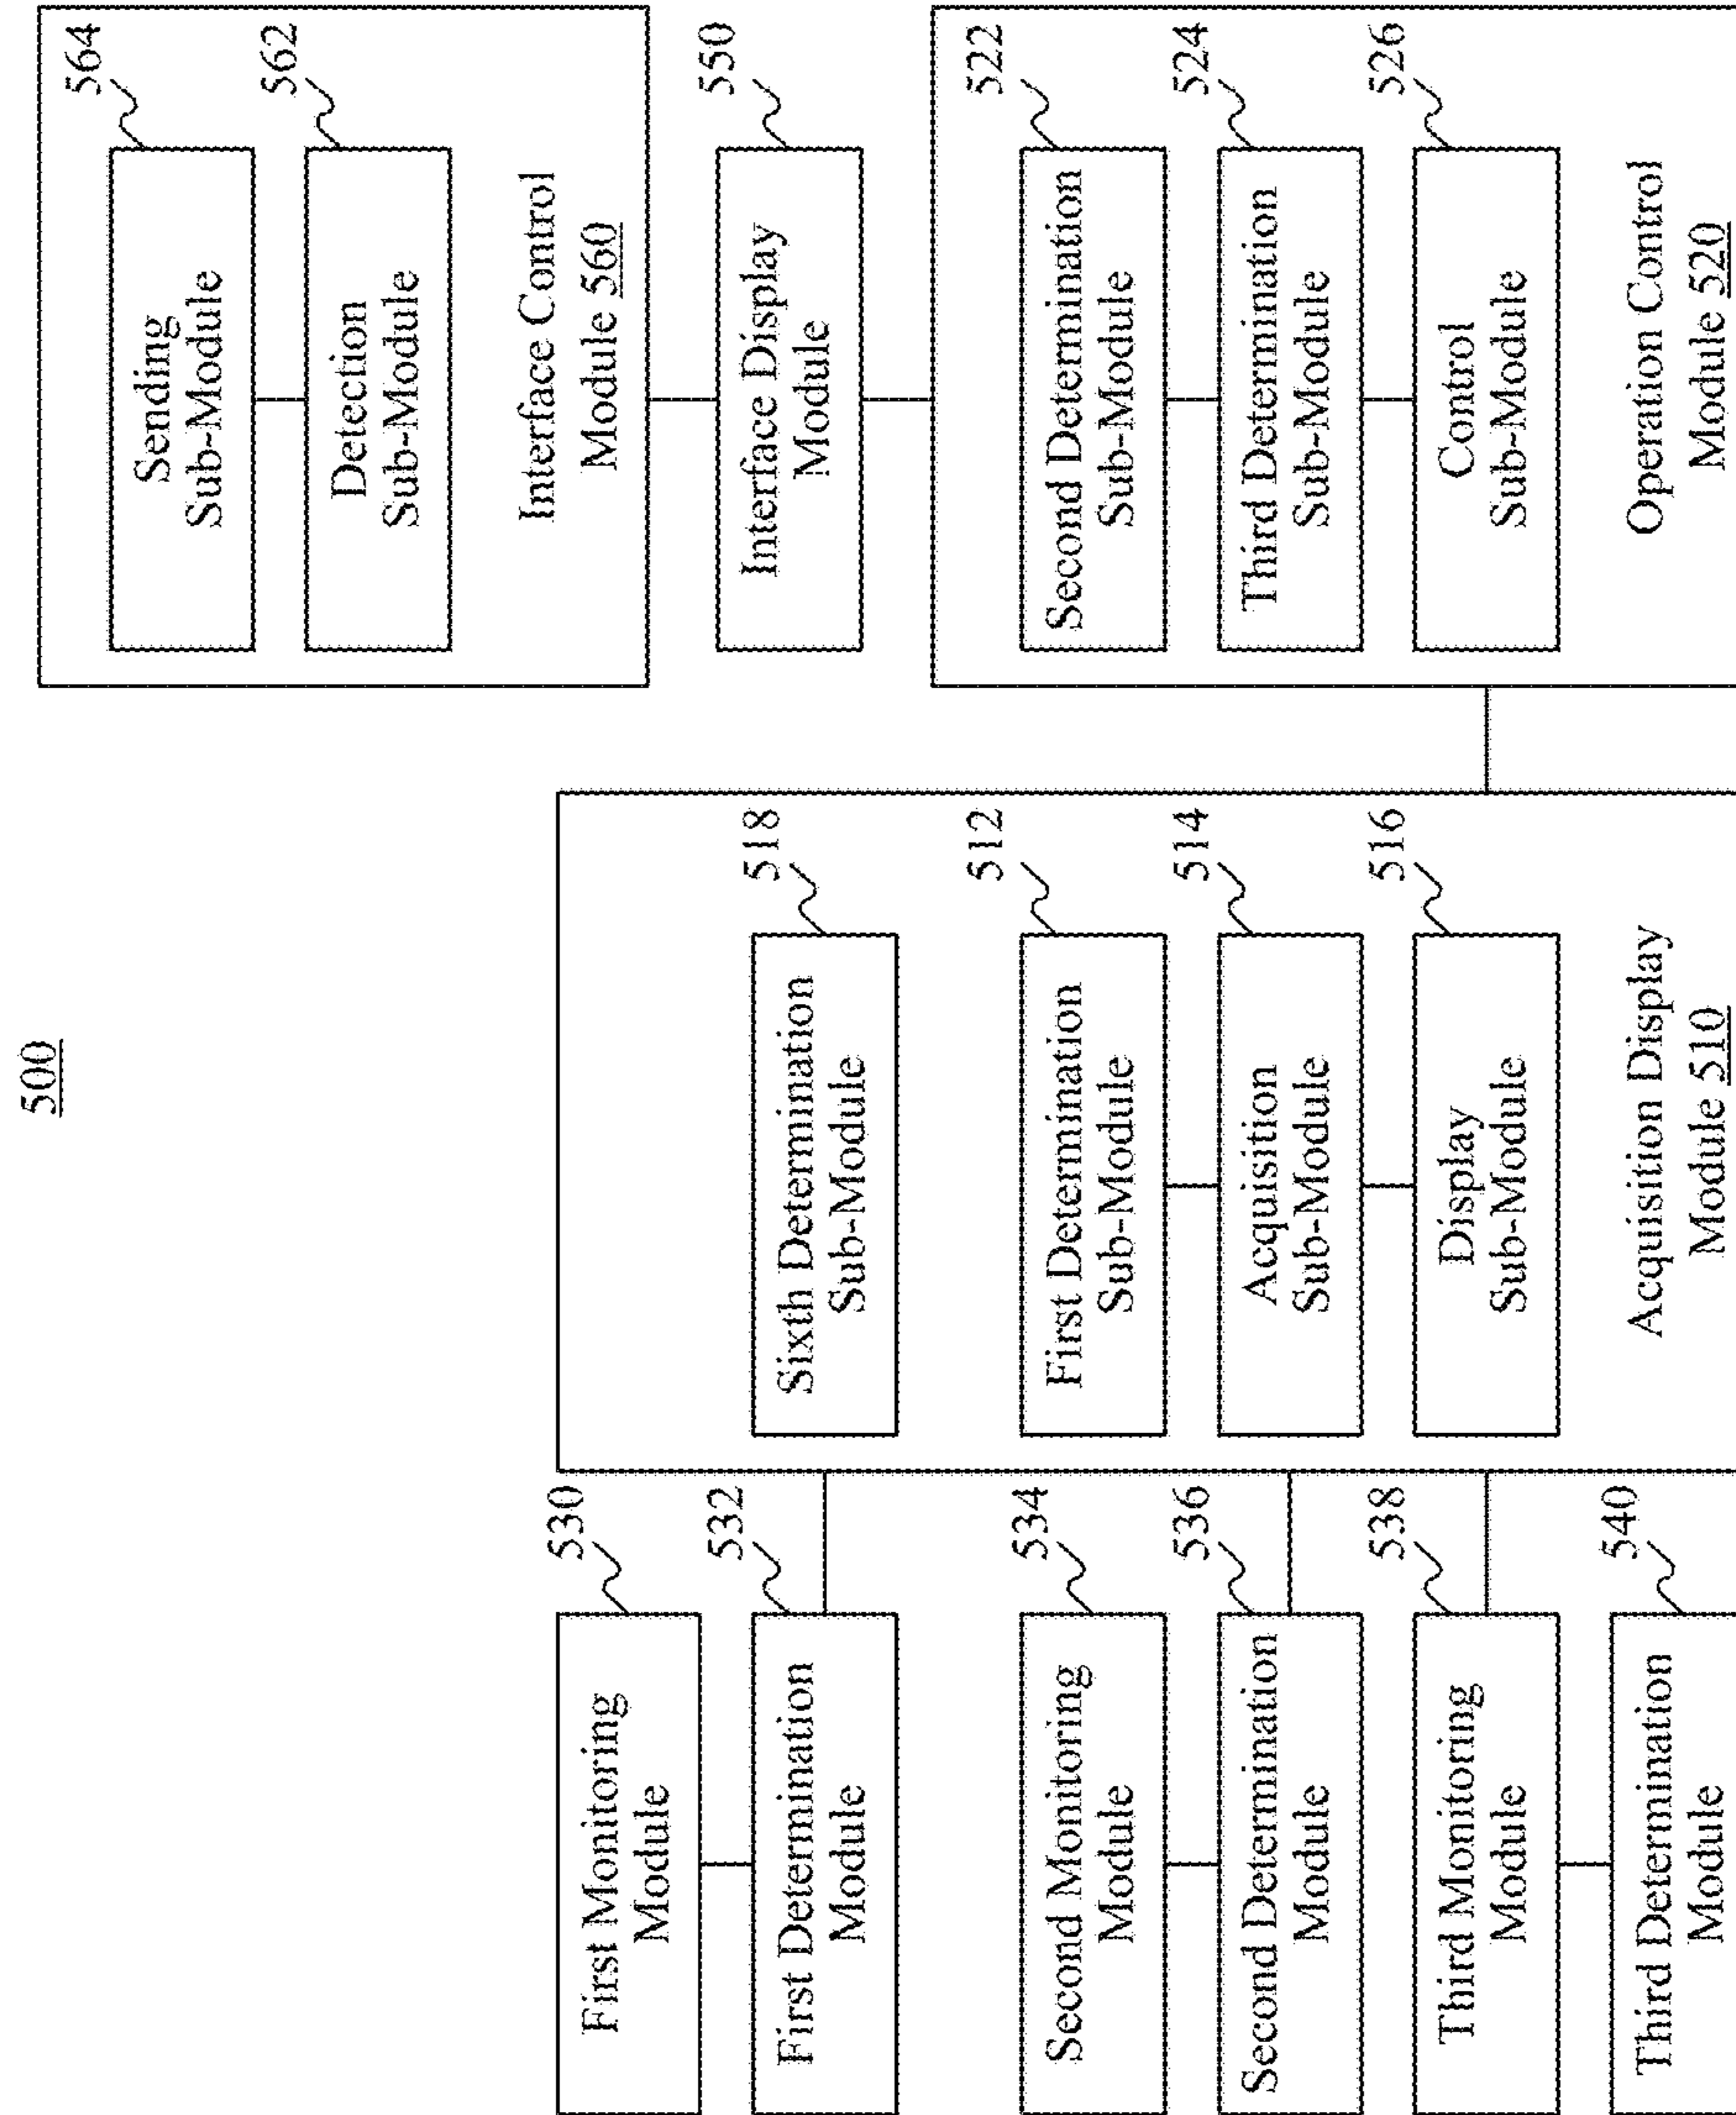 500
530
First Monitoring
Module
532
First Determination
Module
534
Second Monitoring
Module
536
Second Determination
Module
538
Third Monitoring
Module
540
Third Determination
Module
518
Sixth Determination
Sub-Module
512
First Determination
Sub-Module
514
Acquisition
Sub-Module
516
Display
Sub-Module
Acquisition Display
Module 510
564
Sending
Sub-Module
562
Detection
Sub-Module
Interface Control
Module 560
550
Interface Display
Module
522
Second Determination
Sub-Module
524
Third Determination
Sub-Module
526
Control
Sub-Module
Operation Control
Module 520